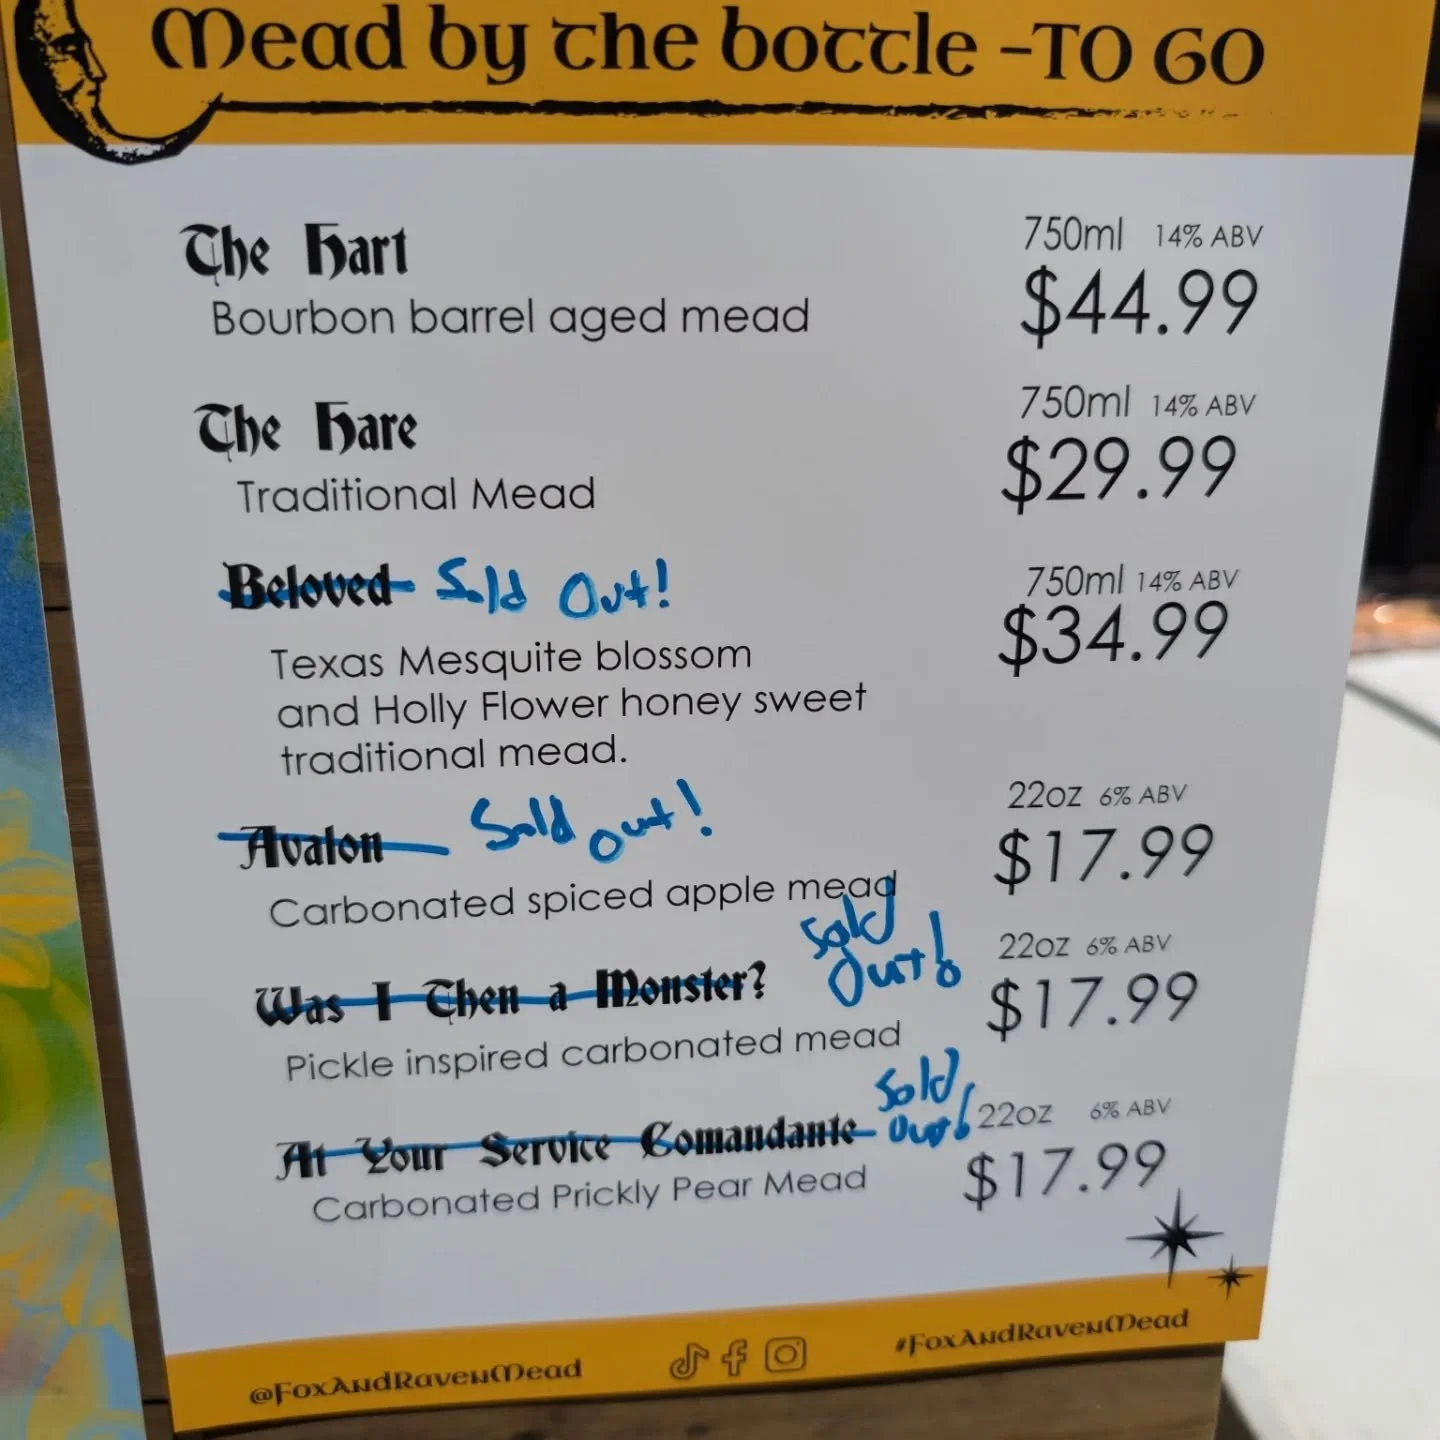 Mead by the bottle -TO GO
The Hart
750ml 14% ABV
Bourbon barrel aged mead
$44.99
The Hare
750ml 14% ABV
Traditional Mead
$29.99
Beloved Sold Out!
750ml 14% ABV
$34.99
Texas Mesquite blossom
and Holly Flower honey sweet
traditional mead.
Avalon Sold out!
22oz 6% ABV
$17.99
Carbonated spiced apple mead
Sold
Out!
22oz 6% ABV
Was I Then a Monster?
$17.99
Pickle inspired carbonated mead
Sold
Out!
22oz 6% ABV
At Your Service Comandante
$17.99
Carbonated Prickly Pear Mead
@FoxAndRavenMead
#FoxAndRavenMead